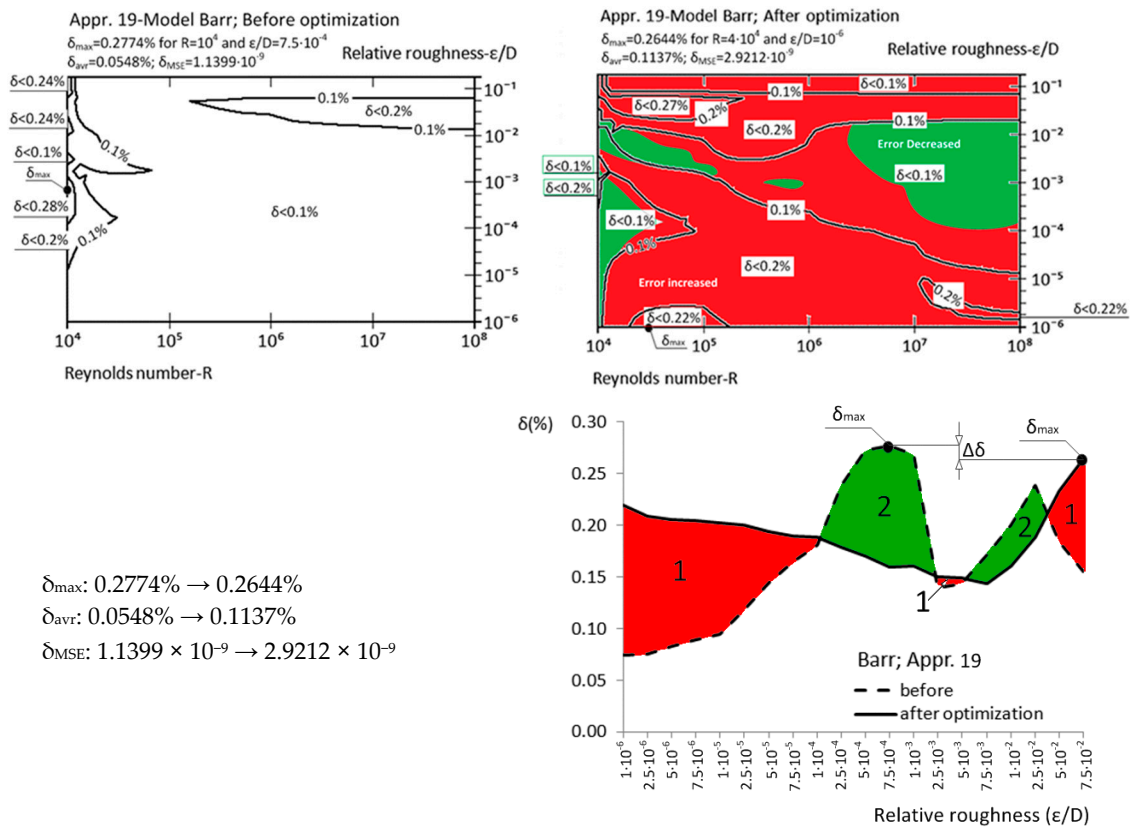 Appr. 19-Model Barr; Before optimization
δmax=0.2774% for R=10⁴ and ε/D=7.5·10⁻⁴
δavr=0.0548%; δMSE=1.1399·10⁻⁹
Relative roughness-ε/D
δ<0.24%
δ<0.24%
δ<0.1%
δmax
δ<0.28%
δ<0.2%
0.1%
0.1%
0.1%
δ<0.2%
0.1%
δ<0.1%
10⁻¹
10⁻²
10⁻³
10⁻⁴
10⁻⁵
10⁻⁶
10⁴ 10⁵ 10⁶ 10⁷ 10⁸
Reynolds number-R
Appr. 19-Model Barr; After optimization
δmax=0.2644% for R=4·10⁴ and ε/D=10⁻⁶
δavr=0.1137%; δMSE=2.9212·10⁻⁹
Relative roughness-ε/D
0.1%
δ<0.1%
δ<0.27%
0.2%
δ<0.2%
0.1%
Error Decreased
δ<0.1%
δ<0.1%
δ<0.2%
δ<0.1%
0.1%
0.1%
δ<0.2%
Error increased
0.2%
δ<0.22%
δ<0.22%
δmax
10⁻¹
10⁻²
10⁻³
10⁻⁴
10⁻⁵
10⁻⁶
10⁴ 10⁵ 10⁶ 10⁷ 10⁸
Reynolds number-R
δmax: 0.2774% → 0.2644%
δavr: 0.0548% → 0.1137%
δMSE: 1.1399 × 10⁻⁹ → 2.9212 × 10⁻⁹
δ(%)
0.30
0.25
0.20
0.15
0.10
0.05
0.00
δmax
Δδ
δmax
1
2
1
2
1
Barr; Appr. 19
before
after optimization
1·10⁻⁶
2.5·10⁻⁶
5·10⁻⁶
7.5·10⁻⁶
1·10⁻⁵
2.5·10⁻⁵
5·10⁻⁵
7.5·10⁻⁵
1·10⁻⁴
2.5·10⁻⁴
5·10⁻⁴
7.5·10⁻⁴
1·10⁻³
2.5·10⁻³
5·10⁻³
7.5·10⁻³
1·10⁻²
2.5·10⁻²
5·10⁻²
7.5·10⁻²
Relative roughness (ε/D)